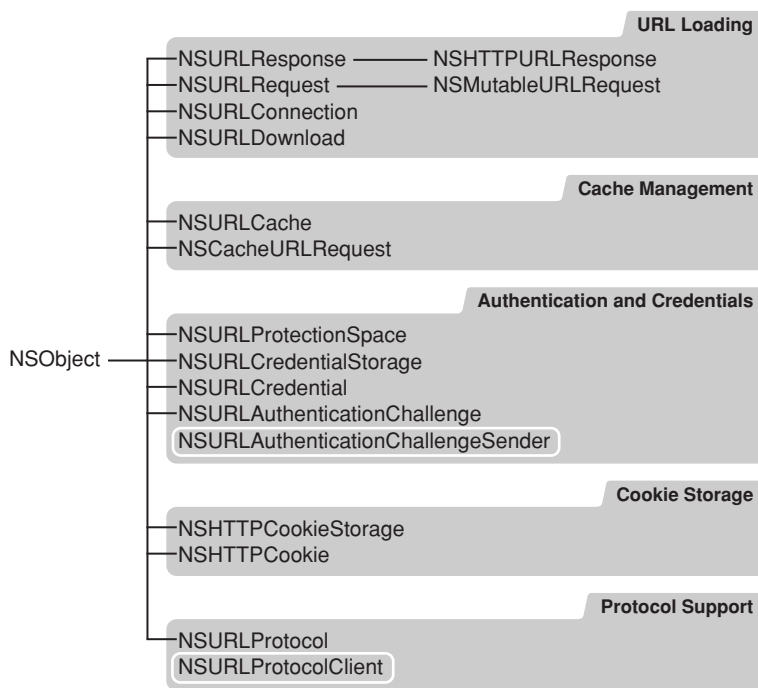 URL Loading
NSURLResponse NSHTTPURLResponse
NSURLRequest NSMutableURLRequest
NSURLConnection
NSURLDownload
Cache Management
NSURLCache
NSCacheURLRequest
Authentication and Credentials
NSURLProtectionSpace
NSObject NSURLCredentialStorage
NSURLCredential
NSURLAuthenticationChallenge
NSURLAuthenticationChallengeSender
Cookie Storage
NSHTTPCookieStorage
NSHTTPCookie
Protocol Support
NSURLProtocol
NSURLProtocolClient